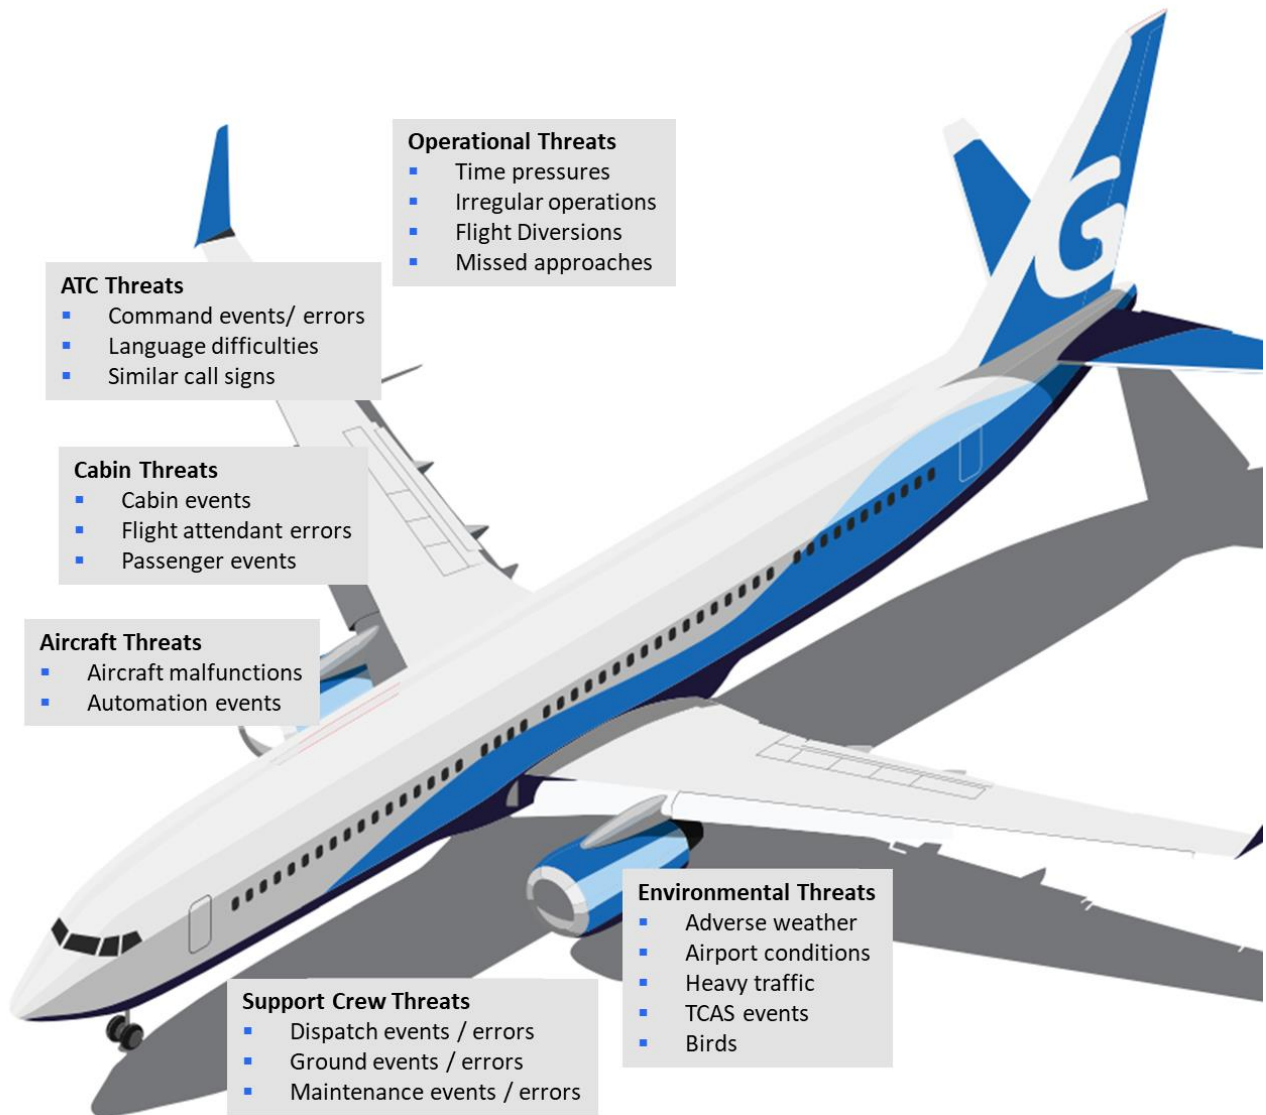 Operational Threats
▪ Time pressures
▪ Irregular operations
▪ Flight Diversions
▪ Missed approaches
G
ATC Threats
▪ Command events/ errors
▪ Language difficulties
▪ Similar call signs
Cabin Threats
▪ Cabin events
▪ Flight attendant errors
▪ Passenger events
Aircraft Threats
▪ Aircraft malfunctions
▪ Automation events
Environmental Threats
▪ Adverse weather
▪ Airport conditions
▪ Heavy traffic
▪ TCAS events
▪ Birds
Support Crew Threats
▪ Dispatch events / errors
▪ Ground events / errors
▪ Maintenance events / errors